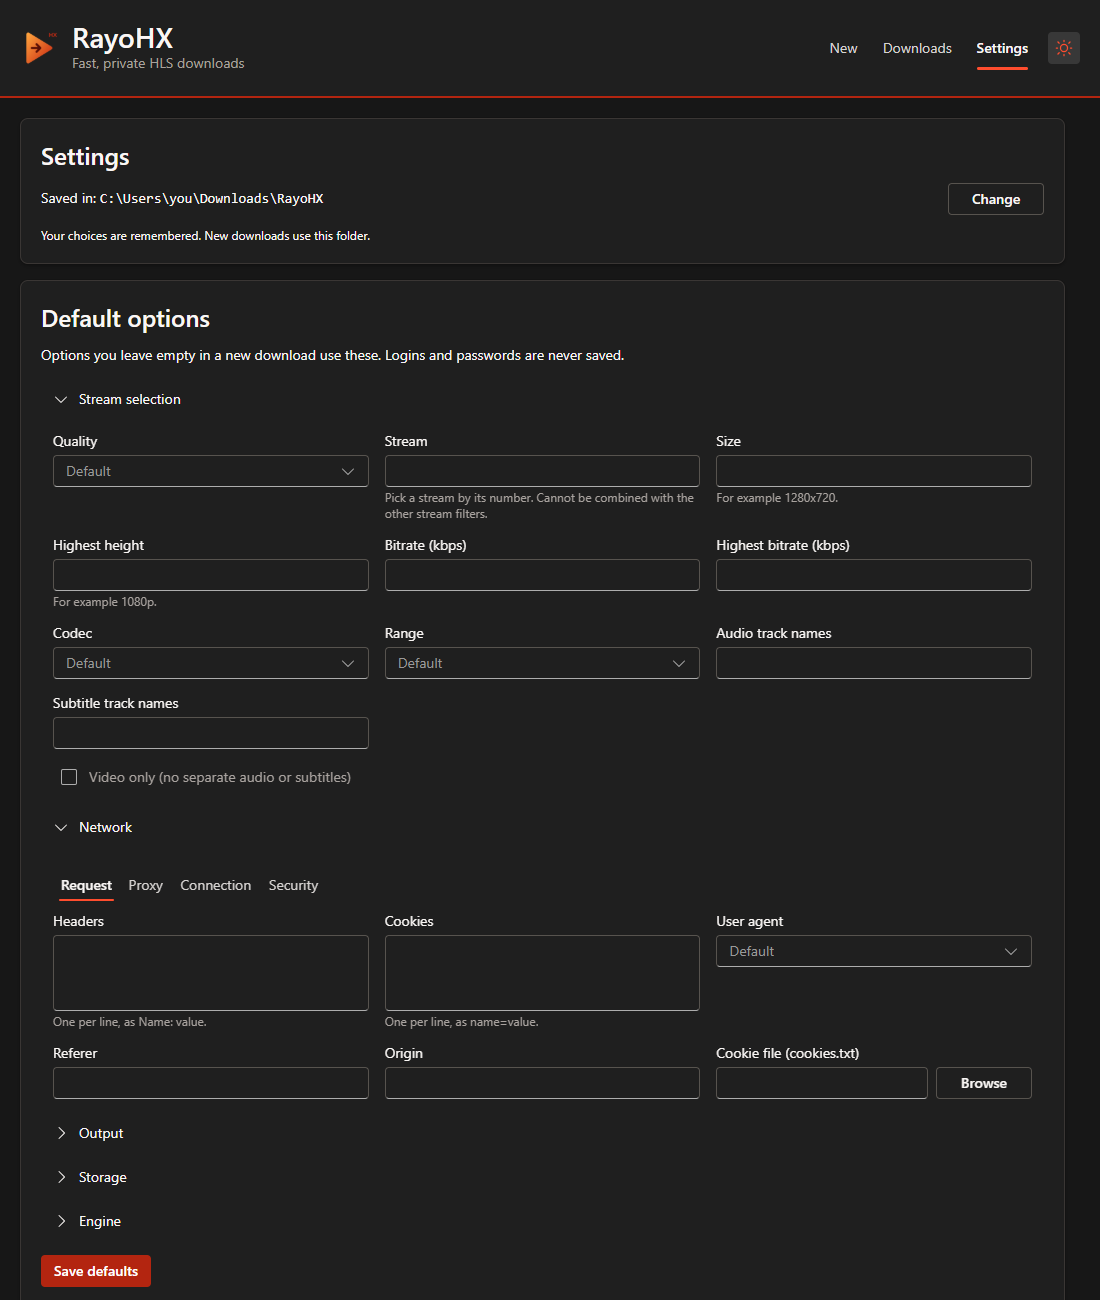 RayoHX
Fast, private HLS downloads
New
Downloads
Settings
Settings
Saved in: C:\Users\you\Downloads\RayoHX
Change
Your choices are remembered. New downloads use this folder.
Default options
Options you leave empty in a new download use these. Logins and passwords are never saved.
Stream selection
Quality
Stream
Size
Default
Pick a stream by its number. Cannot be combined with the
other stream filters.
For example 1280x720.
Highest height
Bitrate (kbps)
Highest bitrate (kbps)
For example 1080p.
Codec
Range
Audio track names
Default
Default
Subtitle track names
Video only (no separate audio or subtitles)
Network
Request
Proxy
Connection
Security
Headers
Cookies
User agent
Default
One per line, as Name: value.
One per line, as name=value.
Referer
Origin
Cookie file (cookies.txt)
Browse
Output
Storage
Engine
Save defaults